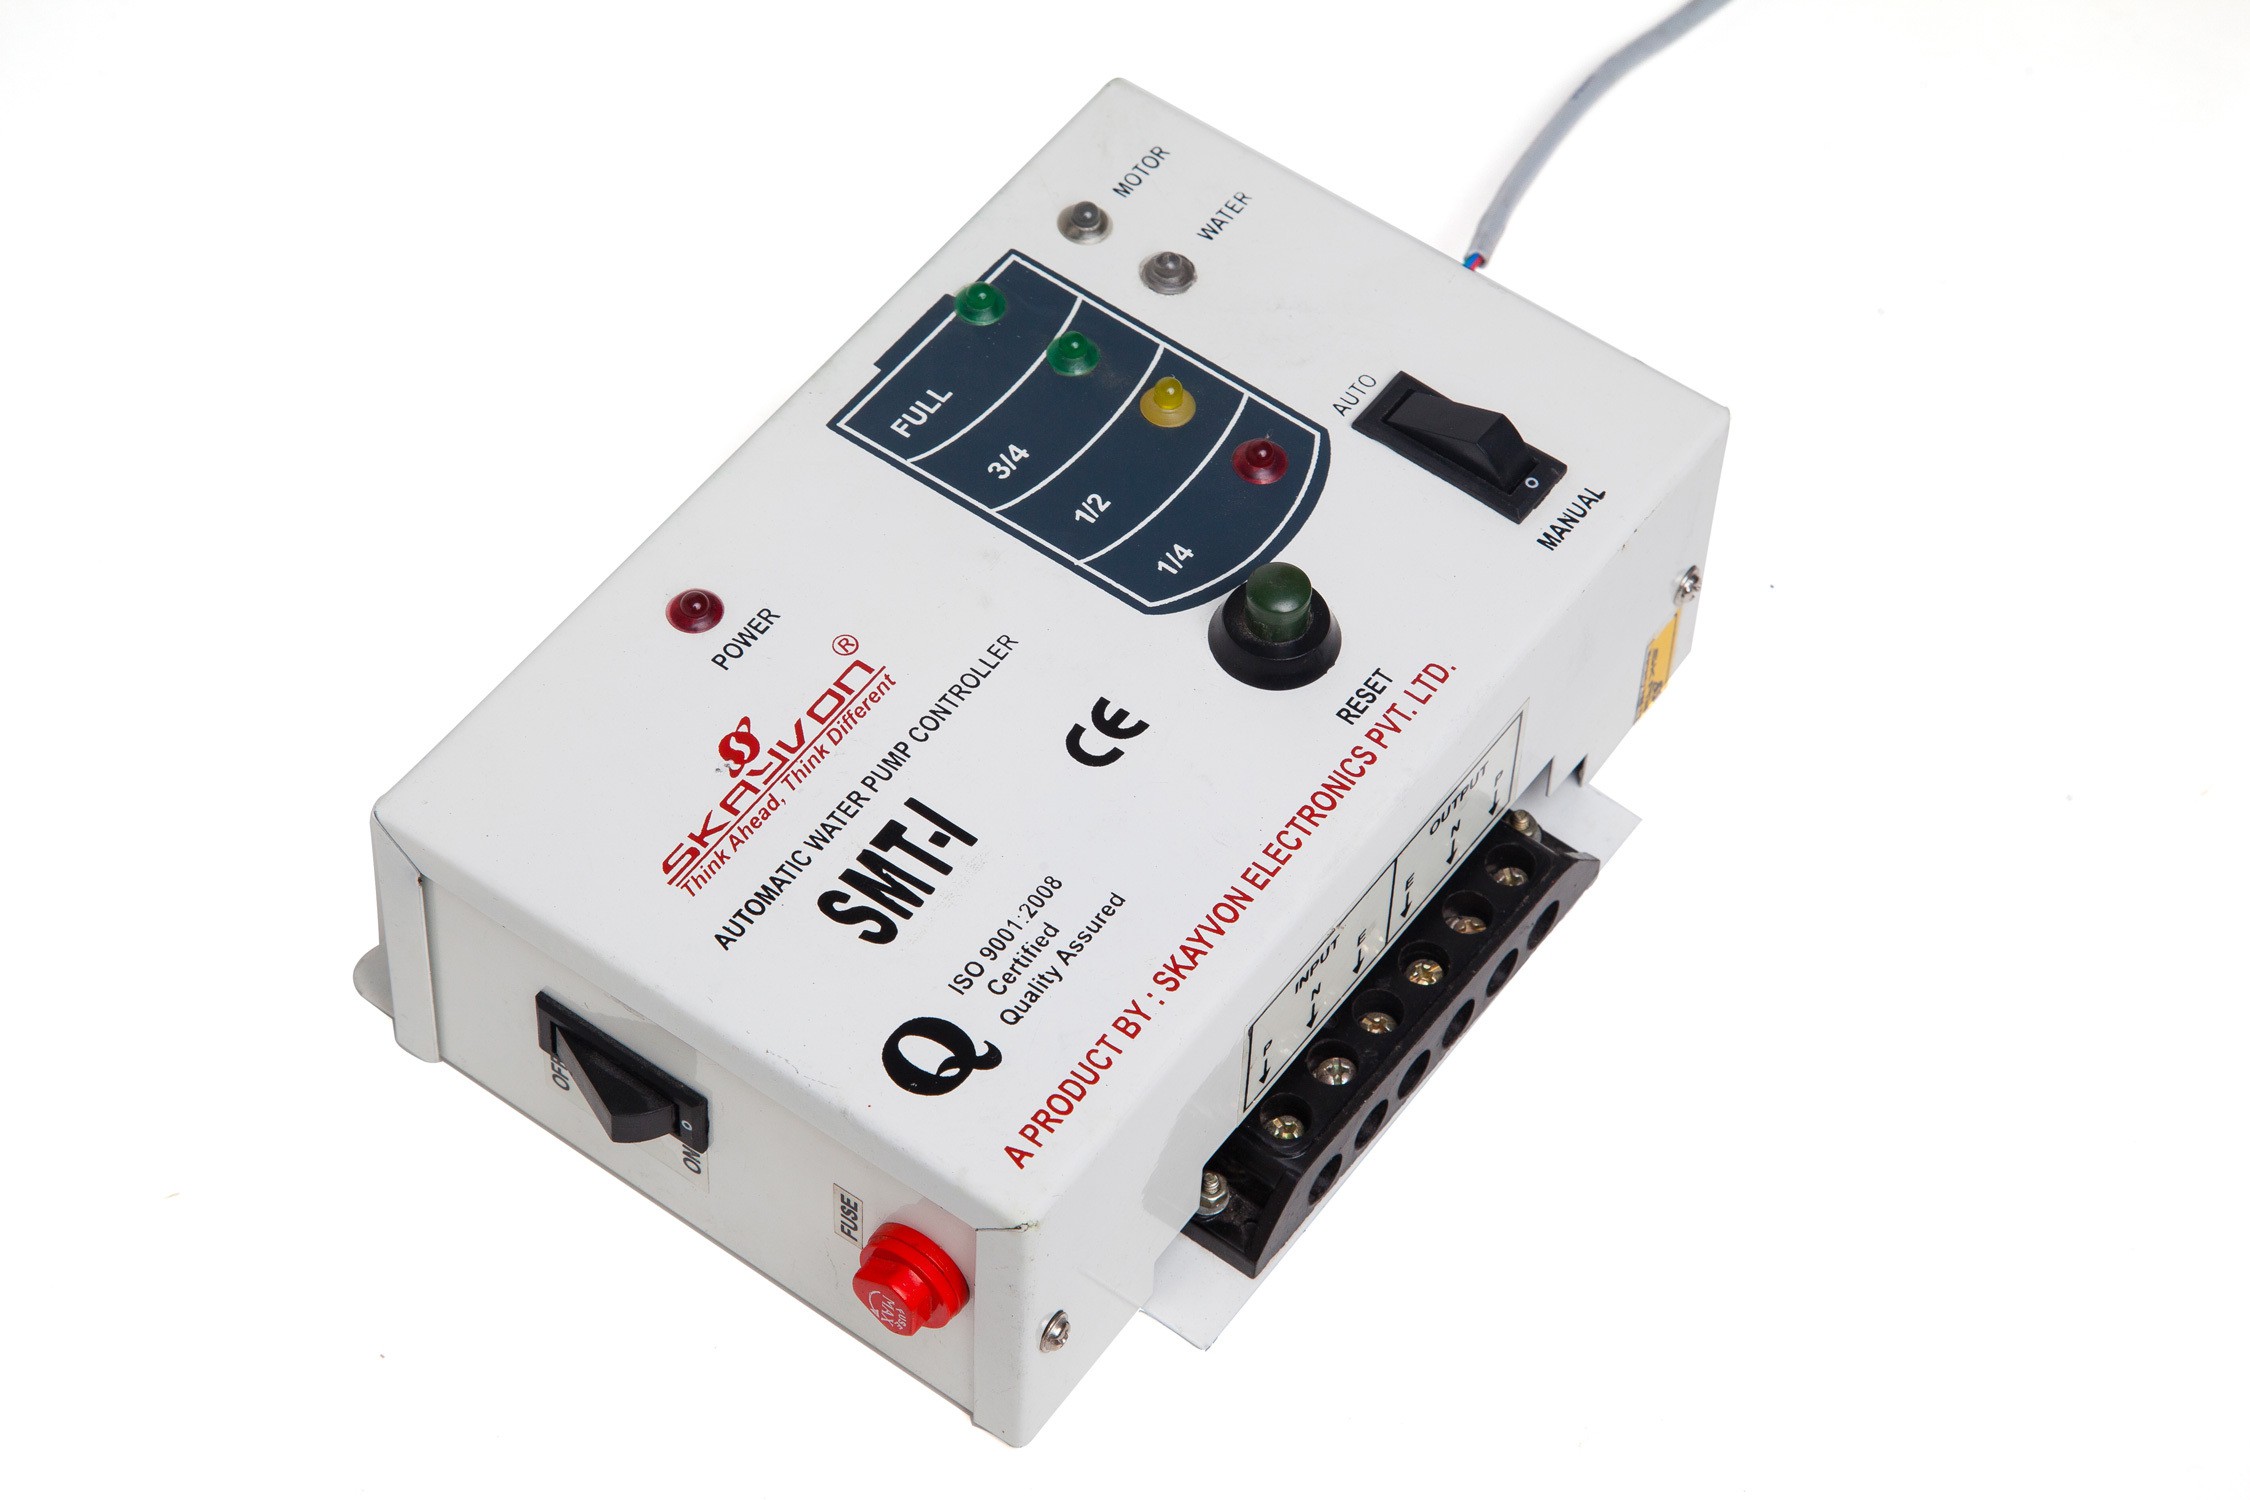 MOTOR
WATER
FULL
3/4
1/2
1/4
AUTO
O
MANUAL
POWER
RESET
SKAYVON®
Think Ahead, Think Different
AUTOMATIC WATER PUMP CONTROLLER
SMT-I
CE
Q
ISO 9001:2008
Certified
Quality Assured
A PRODUCT BY : SKAYVON ELECTRONICS PVT. LTD.
INPUT
P N E
OUTPUT
E N P
OFF
O
ON
FUSE
FUSE
MAX